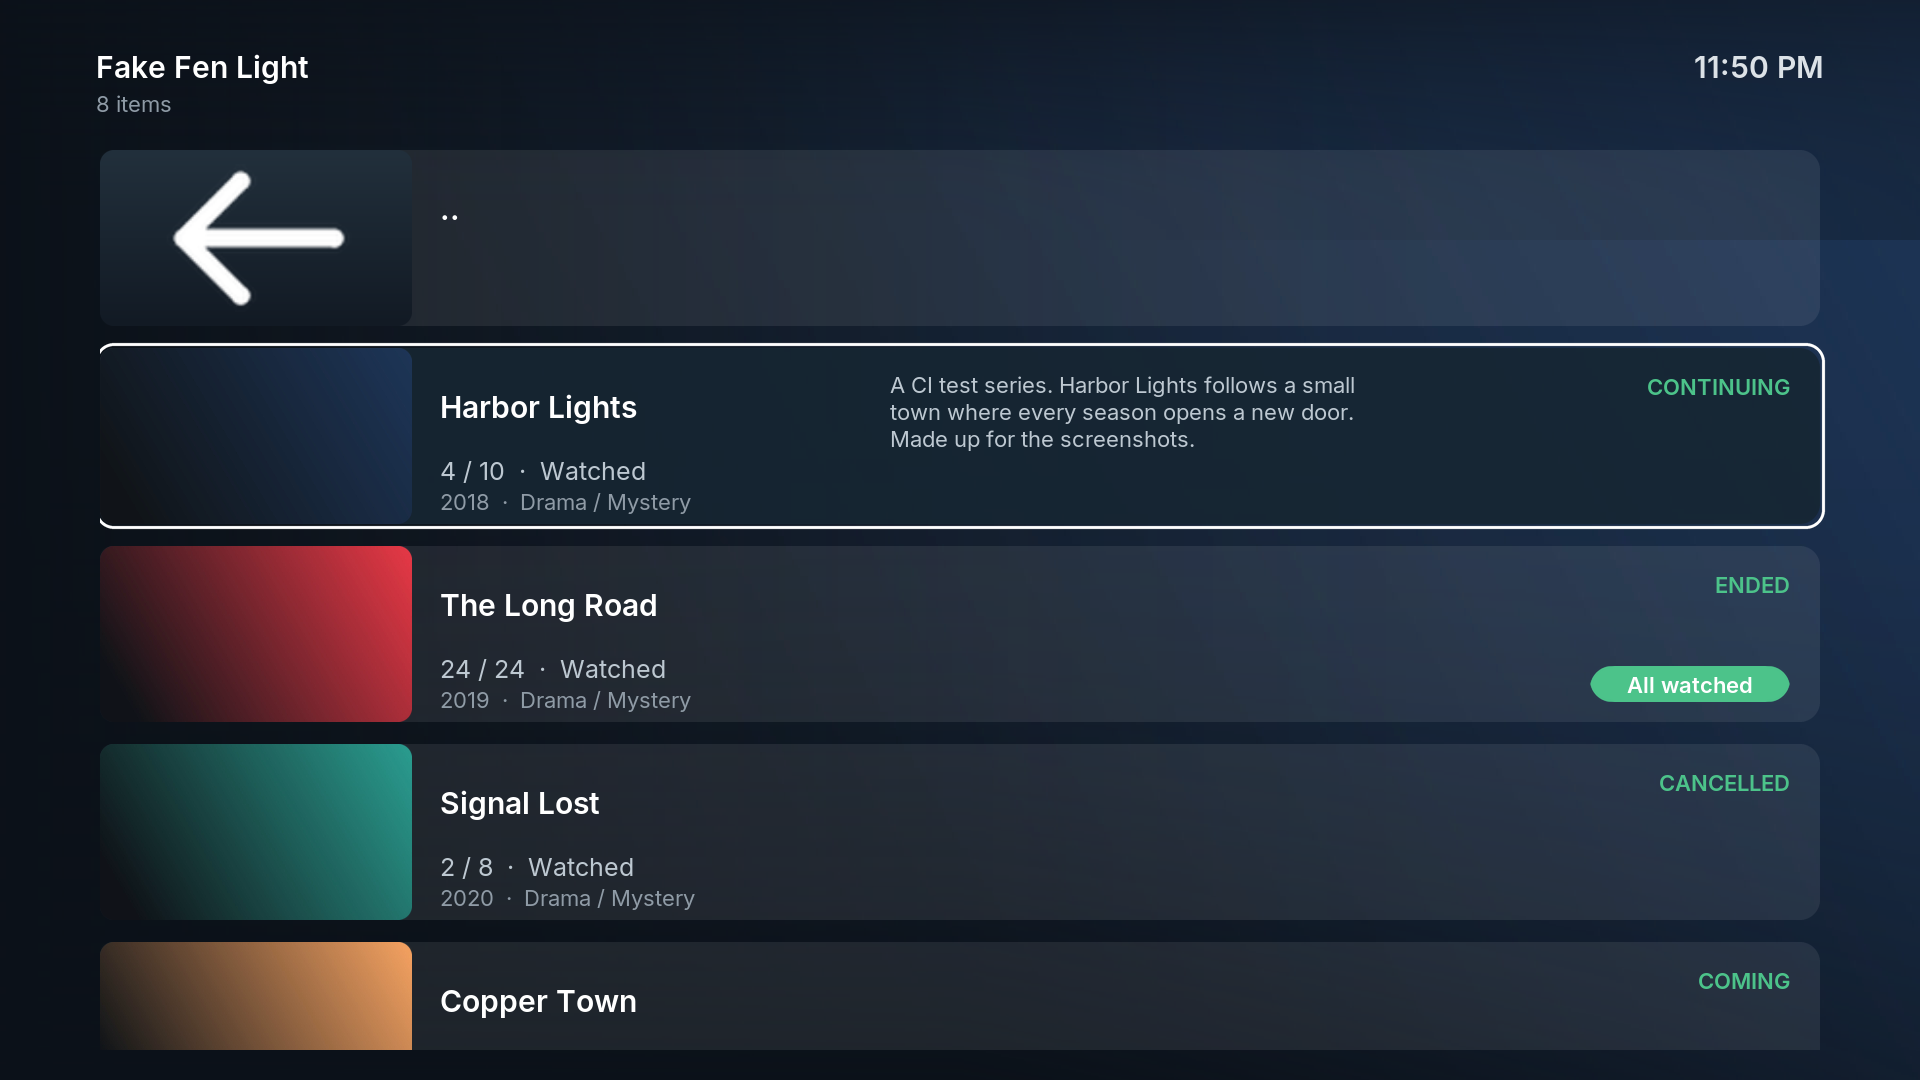 Fake Fen Light
8 items
11:50 PM
..
Harbor Lights
4 / 10 · Watched
2018 · Drama / Mystery
A CI test series. Harbor Lights follows a small
town where every season opens a new door.
Made up for the screenshots.
CONTINUING
The Long Road
24 / 24 · Watched
2019 · Drama / Mystery
ENDED
All watched
Signal Lost
2 / 8 · Watched
2020 · Drama / Mystery
CANCELLED
Copper Town
COMING